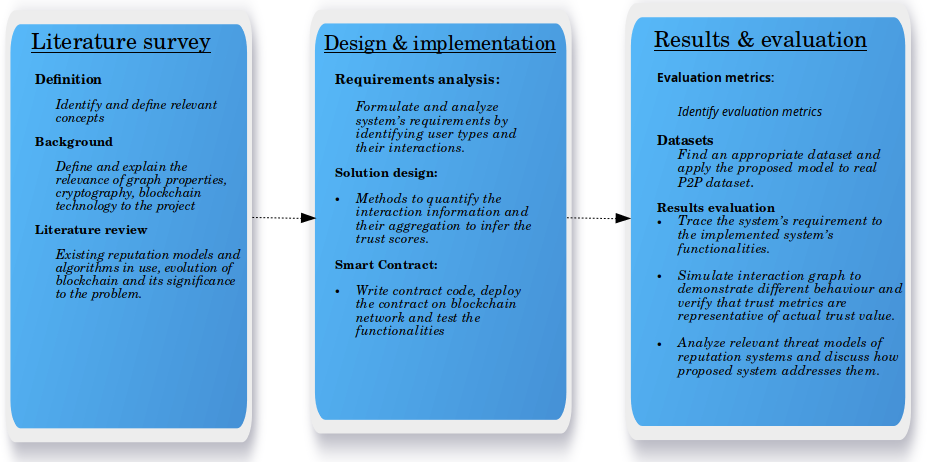 Literature survey
Definition
Identify and define relevant
concepts
Background
Define and explain the
relevance of graph properties,
cryptography, blockchain
technology to the project
Literature review
Existing reputation models and
algorithms in use, evolution of
blockchain and its significance
to the problem.
Design & implementation
Requirements analysis:
Formulate and analyze
system's requirements by
identifying user types and
their interactions.
Solution design:
• Methods to quantify the
interaction information and
their aggregation to infer the
trust scores.
Smart Contract:
• Write contract code, deploy
the contract on blockchain
network and test the
functionalities
Results & evaluation
Evaluation metrics:
Identify evaluation metrics
Datasets
Find an appropriate dataset and
apply the proposed model to real
P2P dataset.
Results evaluation
• Trace the system's requirement to
the implemented system's
functionalities.
• Simulate interaction graph to
demonstrate different behaviour and
verify that trust metrics are
representative of actual trust value.
• Analyze relevant threat models of
reputation systems and discuss how
proposed system addresses them.